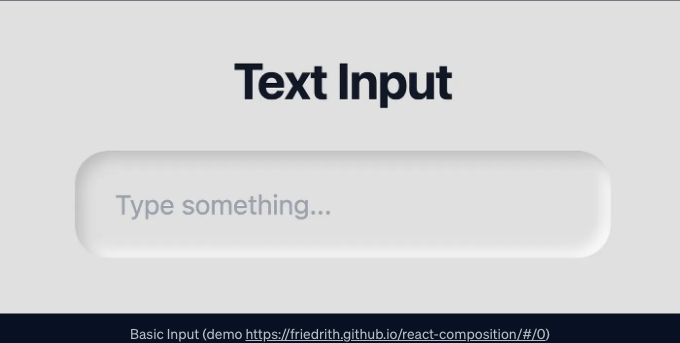 Text Input
Type something...
Basic Input (demo https://friedrith.github.io/react-composition/#/0)